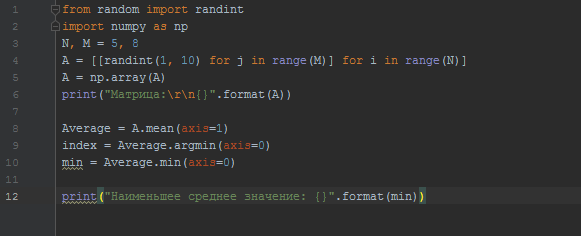 1 from random import randint
2 import numpy as np
3 N, M = 5, 8
4 A = [[randint(1, 10) for j in range(M)] for i in range(N)]
5 A = np.array(A)
6 print("Матрица:\r\n{}".format(A))
7
8 Average = A.mean(axis=1)
9 index = Average.argmin(axis=0)
10 min = Average.min(axis=0)
11
12 print("Наименьшее среднее значение: {}".format(min))